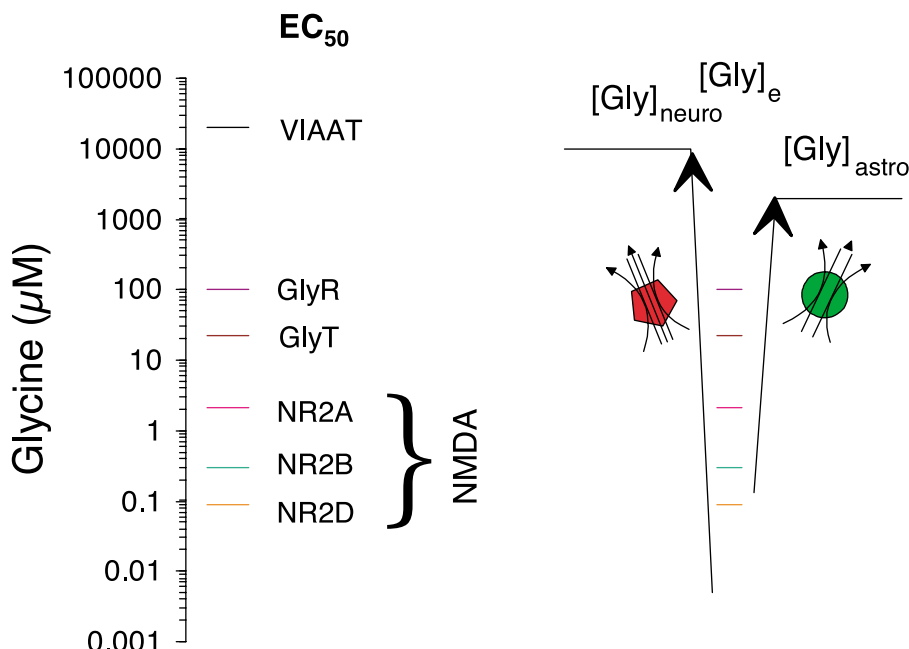 EC50
100000
10000
1000
100
10
1
0.1
0.01
0.001
Glycine (µM)
VIAAT
GlyR
GlyT
NR2A
NR2B
NR2D
NMDA
[Gly]neuro
[Gly]e
[Gly]astro